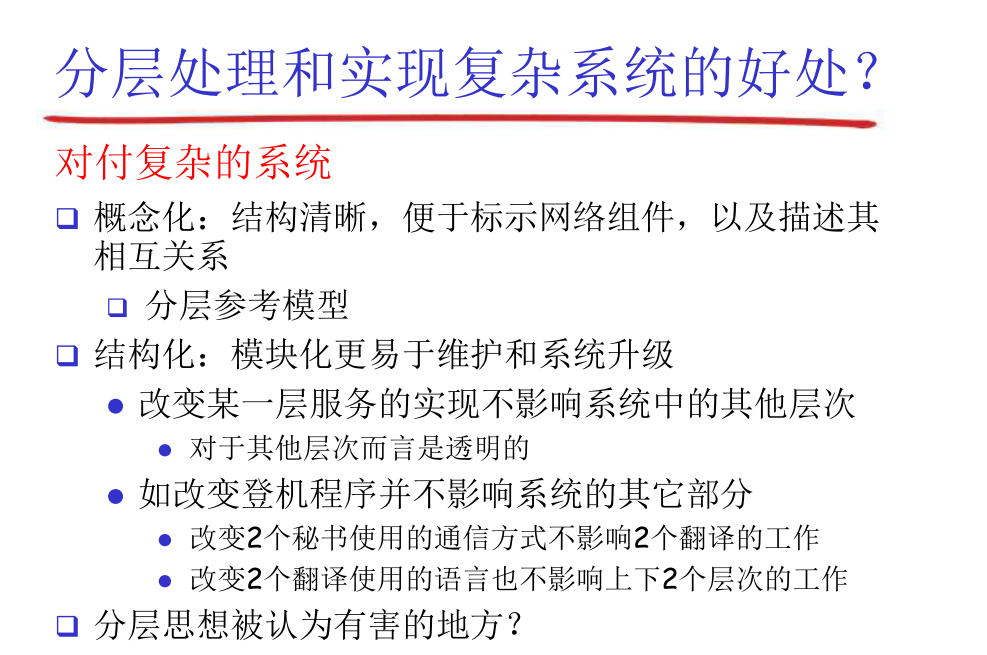 分层处理和实现复杂系统的好处？
对付复杂的系统
概念化：结构清晰，便于标示网络组件，以及描述其
相互关系
分层参考模型
结构化：模块化更易于维护和系统升级
改变某一层服务的实现不影响系统中的其他层次
对于其他层次而言是透明的
如改变登机程序并不影响系统的其它部分
改变2个秘书使用的通信方式不影响2个翻译的工作
改变2个翻译使用的语言也不影响上下2个层次的工作
分层思想被认为有害的地方？